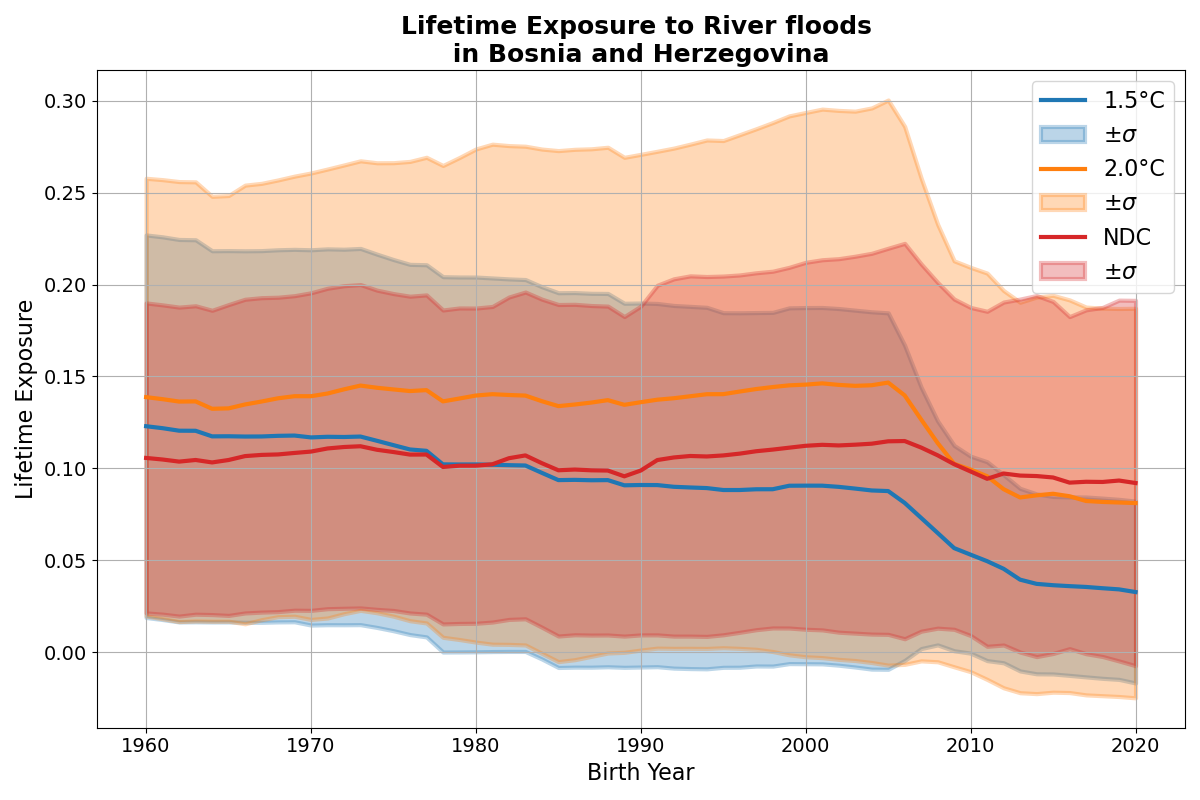 Lifetime Exposure to River floods
in Bosnia and Herzegovina
Lifetime Exposure
0.30
0.25
0.20
0.15
0.10
0.05
0.00
1960
1970
1980
1990
2000
2010
2020
Birth Year
1.5°C
±σ
2.0°C
±σ
NDC
±σ